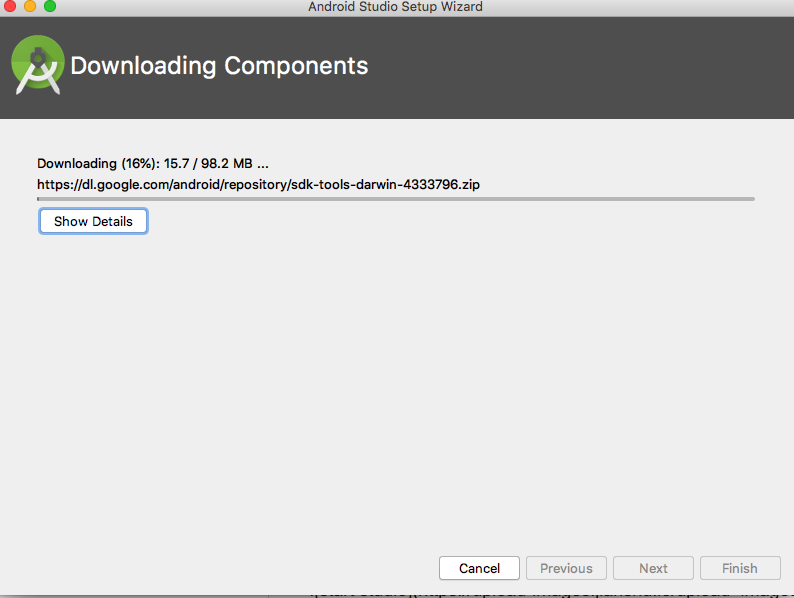 Android Studio Setup Wizard
Downloading Components
Downloading (16%): 15.7 / 98.2 MB ...
https://dl.google.com/android/repository/sdk-tools-darwin-4333796.zip
Show Details
Cancel Previous Next Finish